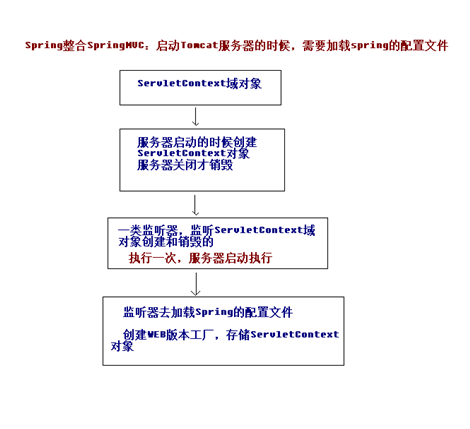 Spring整合SpringMVC：启动Tomcat服务器的时候，需要加载spring的配置文件
ServletContext域对象
服务器启动的时候创建
ServletContext对象
服务器关闭才销毁
一类监听器，监听ServletContext域
对象创建和销毁的
执行一次，服务器启动执行
监听器去加载Spring的配置文件
创建WEB版本工厂，存储ServletContext
对象